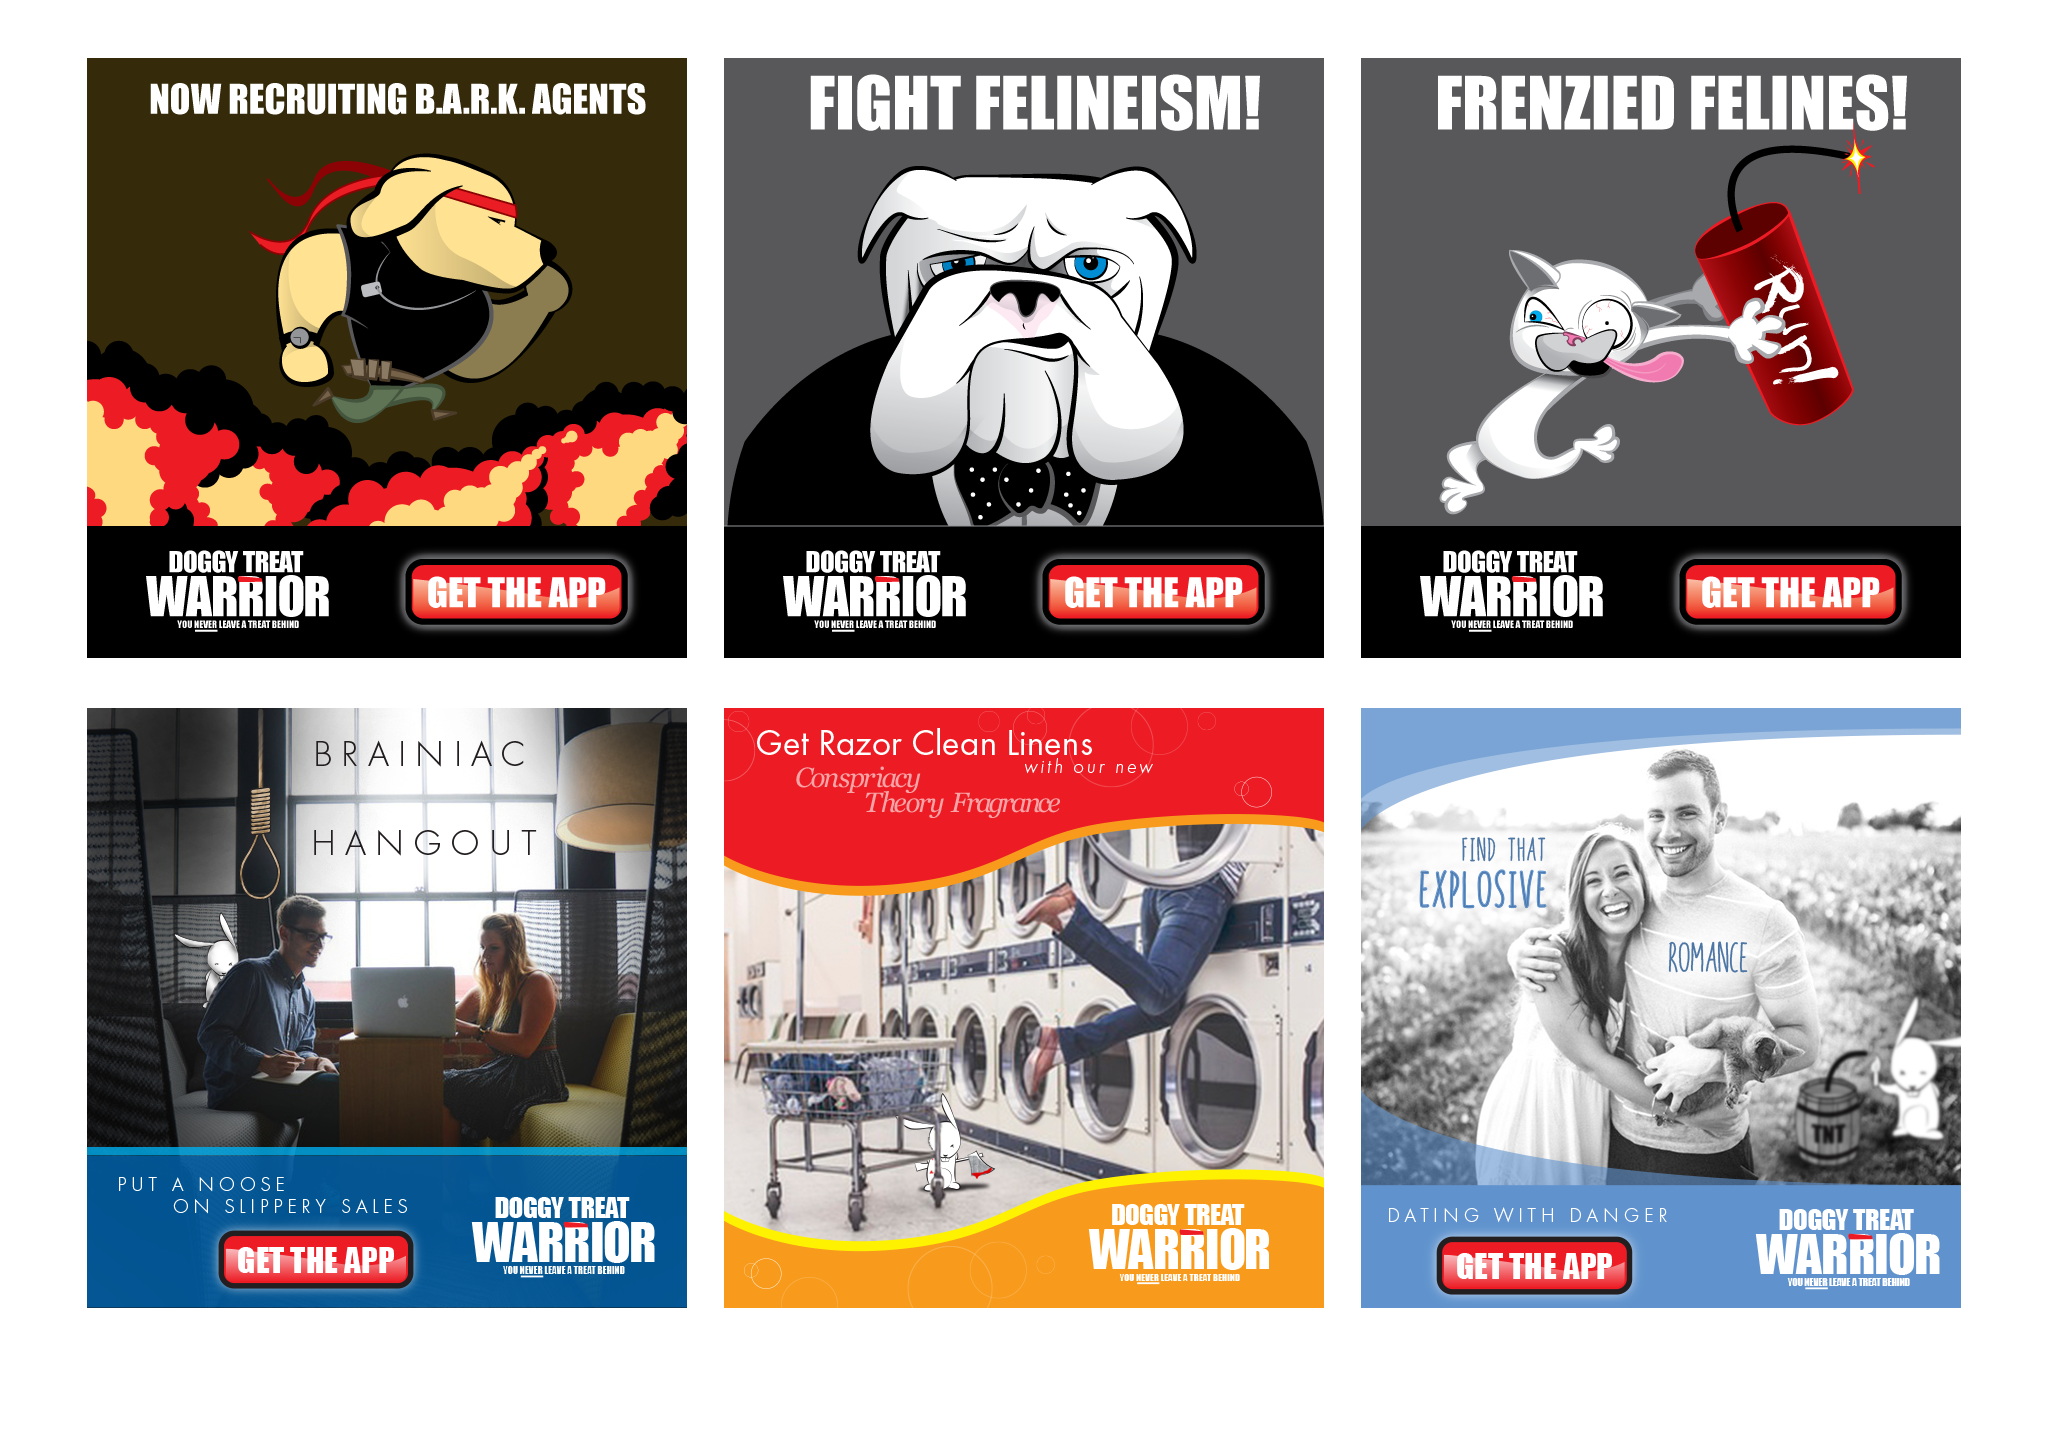 NOW RECRUITING B.A.R.K. AGENTS
DOGGY TREAT
WARRIOR
YOU NEVER LEAVE A TREAT BEHIND
GET THE APP
FIGHT FELINEISM!
DOGGY TREAT
WARRIOR
YOU NEVER LEAVE A TREAT BEHIND
GET THE APP
FRENZIED FELINES!
Run!
DOGGY TREAT
WARRIOR
YOU NEVER LEAVE A TREAT BEHIND
GET THE APP
BRAINIAC
HANGOUT
PUT A NOOSE
ON SLIPPERY SALES
GET THE APP
DOGGY TREAT
WARRIOR
YOU NEVER LEAVE A TREAT BEHIND
Get Razor Clean Linens
with our new
Conspriacy
Theory Fragrance
DOGGY TREAT
WARRIOR
YOU NEVER LEAVE A TREAT BEHIND
FIND THAT
EXPLOSIVE
ROMANCE
TNT
DATING WITH DANGER
GET THE APP
DOGGY TREAT
WARRIOR
YOU NEVER LEAVE A TREAT BEHIND